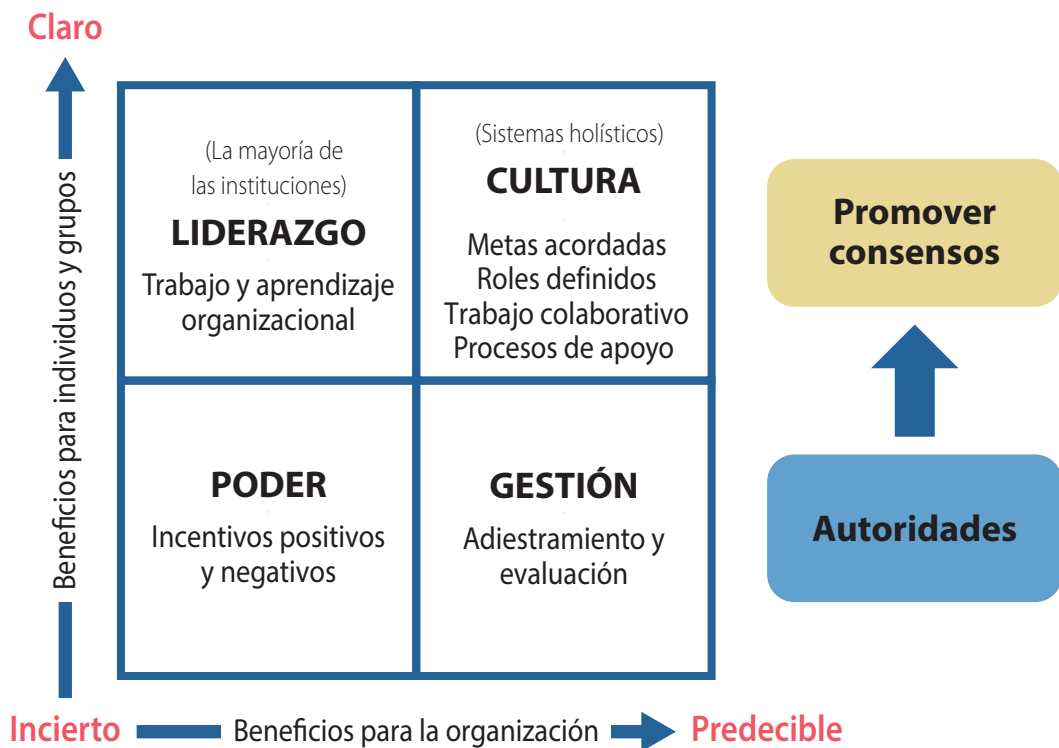 Claro
Beneficios para individuos y grupos
(La mayoría de
las instituciones)
LIDERAZGO
Trabajo y aprendizaje
organizacional
(Sistemas holísticos)
CULTURA
Metas acordadas
Roles definidos
Trabajo colaborativo
Procesos de apoyo
PODER
Incentivos positivos
y negativos
GESTIÓN
Adiestramiento y
evaluación
Promover
consensos
Autoridades
Incierto
Beneficios para la organización
Predecible